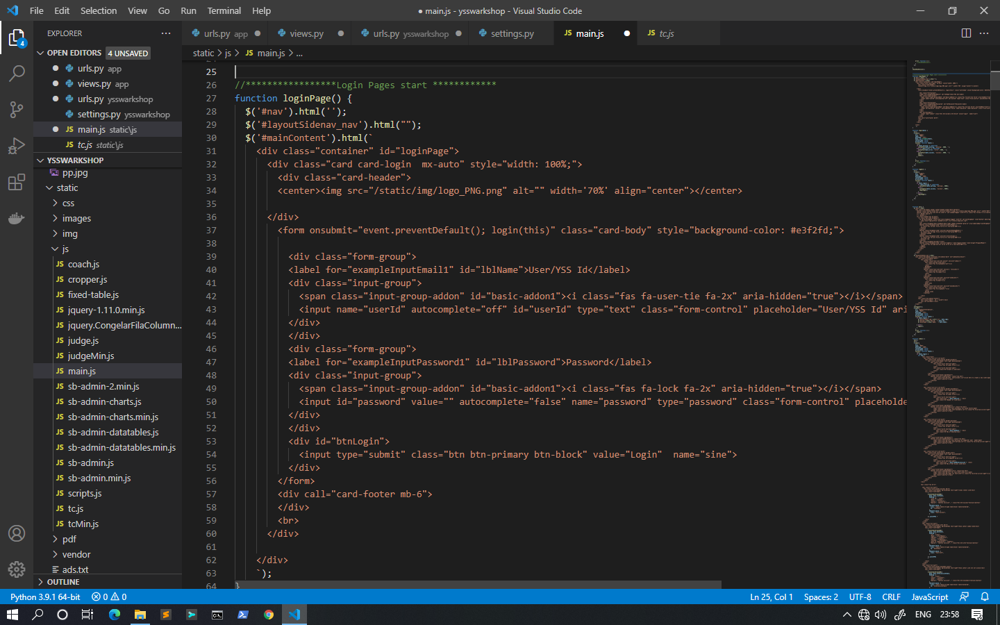 File Edit Selection View Go Run Terminal Help
● main.js - ysswarkshop - Visual Studio Code
EXPLORER ...
urls.py app ●
views.py ●
urls.py ysswarkshop ●
settings.py
JS main.js ●
JS tc.js
OPEN EDITORS 4 UNSAVED
static > js > JS main.js > ...
● urls.py app
● views.py app
● urls.py ysswarkshop
settings.py ysswarkshop
● JS main.js static\js
JS tc.js static\js
YSSWARKSHOP
pp.jpg
static
css
images
img
js
JS coach.js
JS cropper.js
JS fixed-table.js
JS jquery-1.11.0.min.js
JS jquery.CongelarFilaColumn...
JS judge.js
JS judgeMin.js
JS main.js
JS sb-admin-2.min.js
JS sb-admin-charts.js
JS sb-admin-charts.min.js
JS sb-admin-datatables.js
JS sb-admin-datatables.min.js
JS sb-admin.js
JS sb-admin.min.js
JS scripts.js
JS tc.js
JS tcMin.js
pdf
vendor
ads.txt
OUTLINE
4
25
26 //*****************Login Pages start ************
27 function loginPage() {
28 $('#nav').html('');
29 $('#layoutSidenav_nav').html("");
30 $('#mainContent').html(`
31 <div class="container" id="loginPage">
32 <div class="card card-login  mx-auto" style="width: 100%;">
33 <div class="card-header">
34 <center><img src="/static/img/logo_PNG.png" alt="" width='70%' align="center"></center>
35
36 </div>
37 <form onsubmit="event.preventDefault(); login(this)" class="card-body" style="background-color: #e3f2fd;">
38
39 <div class="form-group">
40 <label for="exampleInputEmail1" id="lblName">User/YSS Id</label>
41 <div class="input-group">
42 <span class="input-group-addon" id="basic-addon1"><i class="fas fa-user-tie fa-2x" aria-hidden="true"></i></span>
43 <input name="userId" autocomplete="off" id="userId" type="text" class="form-control" placeholder="User/YSS Id" ari
44 </div>
45 </div>
46 <div class="form-group">
47 <label for="exampleInputPassword1" id="lblPassword">Password</label>
48 <div class="input-group">
49 <span class="input-group-addon" id="basic-addon1"><i class="fas fa-lock fa-2x" aria-hidden="true"></i></span>
50 <input id="password" value="" autocomplete="false" name="password" type="password" class="form-control" placeholde
51 </div>
52 </div>
53 <div id="btnLogin">
54 <input type="submit" class="btn btn-primary btn-block" value="Login"  name="sine">
55 </div>
56 </form>
57 <div call="card-footer mb-6">
58 </div>
59 <br>
60 </div>
61
62 </div>
63 `);
64 }
Python 3.9.1 64-bit 0 0 Ln 25, Col 1 Spaces: 2 UTF-8 CRLF JavaScript
ENG 23:58